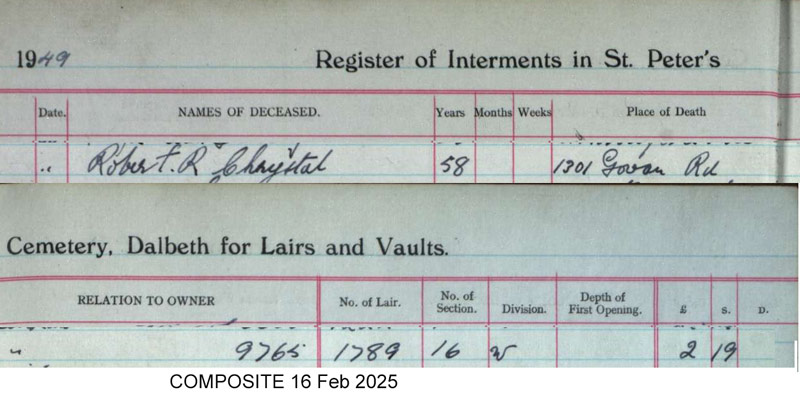 1949 Register of Interments in St. Peter's
Date. NAMES OF DECEASED. Years Months Weeks Place of Death
" Robert. R Chrystal 58 1301 Govan Rd
Cemetery, Dalbeth for Lairs and Vaults.
RELATION TO OWNER No. of Lair. No. of Section. Division. Depth of First Opening. £ S. D.
" 9765 1789 16 W 2 19
COMPOSITE 16 Feb 2025